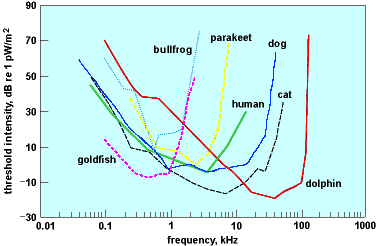 90
70
50
30
10
−10
−30
0.01
0.1
1
10
100
1000
threshold intensity, dB re 1 pW/m²
frequency, kHz
bullfrog
parakeet
dog
cat
human
goldfish
dolphin